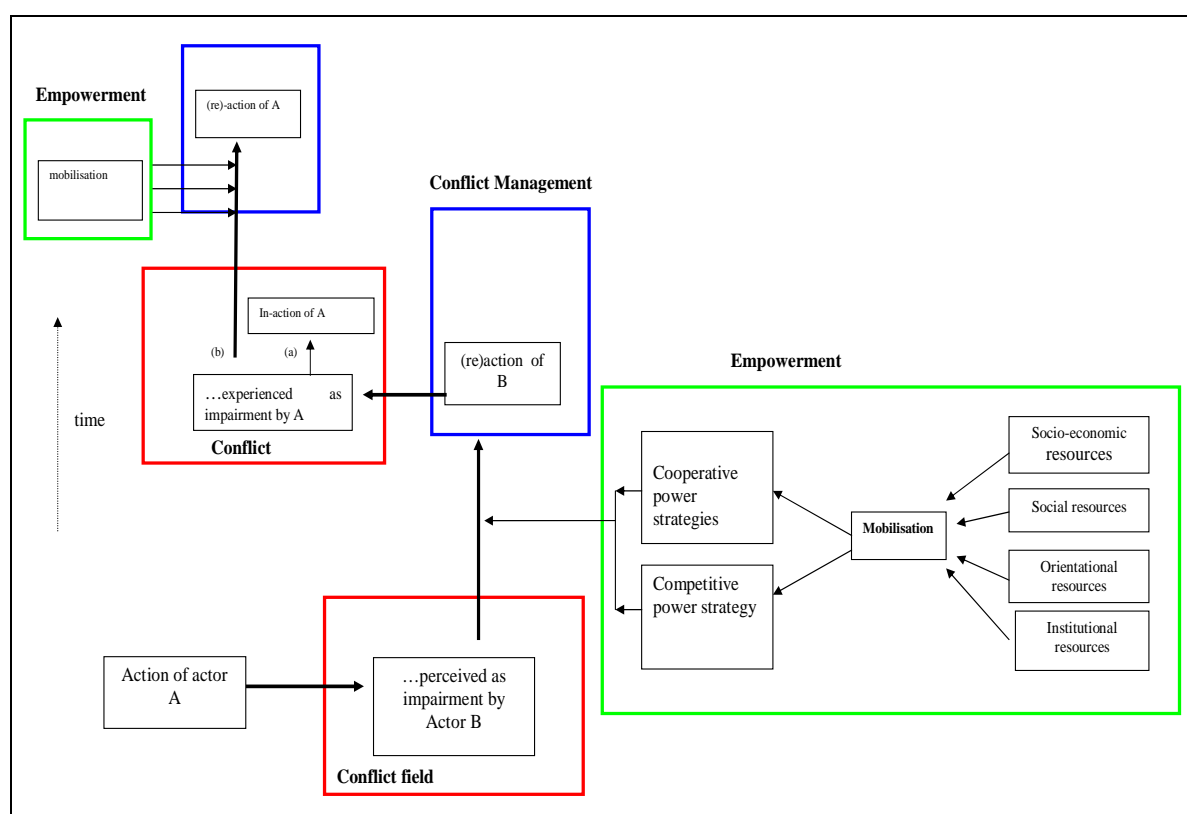 Empowerment
(re)-action of A
mobilisation
Conflict Management
In-action of A
(b)
(a)
(re)action of
B
…experienced as
impairment by A
Conflict
time
Empowerment
Cooperative
power
strategies
Competitive
power strategy
Mobilisation
Socio-economic
resources
Social resources
Orientational
resources
Institutional
resources
Action of actor
A
…perceived as
impairment by
Actor B
Conflict field